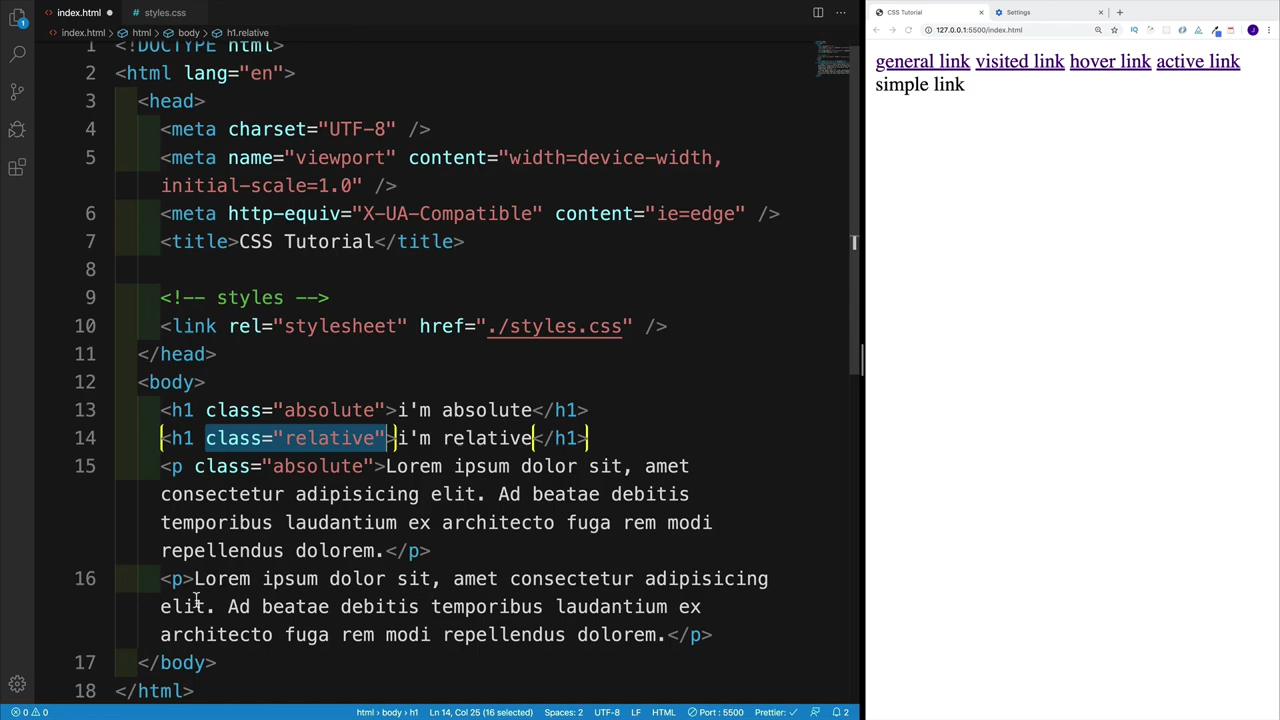 index.html
styles.css
index.html > html > body > h1.relative
1 <!DOCTYPE html>
2 <html lang="en">
3 <head>
4 <meta charset="UTF-8" />
5 <meta name="viewport" content="width=device-width,
initial-scale=1.0" />
6 <meta http-equiv="X-UA-Compatible" content="ie=edge" />
7 <title>CSS Tutorial</title>
8
9 <!-- styles -->
10 <link rel="stylesheet" href="./styles.css" />
11 </head>
12 <body>
13 <h1 class="absolute">i'm absolute</h1>
14 <h1 class="relative">i'm relative</h1>
15 <p class="absolute">Lorem ipsum dolor sit, amet
consectetur adipisicing elit. Ad beatae debitis
temporibus laudantium ex architecto fuga rem modi
repellendus dolorem.</p>
16 <p>Lorem ipsum dolor sit, amet consectetur adipisicing
elit. Ad beatae debitis temporibus laudantium ex
architecto fuga rem modi repellendus dolorem.</p>
17 </body>
18 </html>
1
0 0 html body h1 Ln 14, Col 25 (16 selected) Spaces: 2 UTF-8 LF HTML Port : 5500 Prettier: ✓ 2
CSS Tutorial
Settings
127.0.0.1:5500/index.html
J
general link visited link hover link active link
simple link